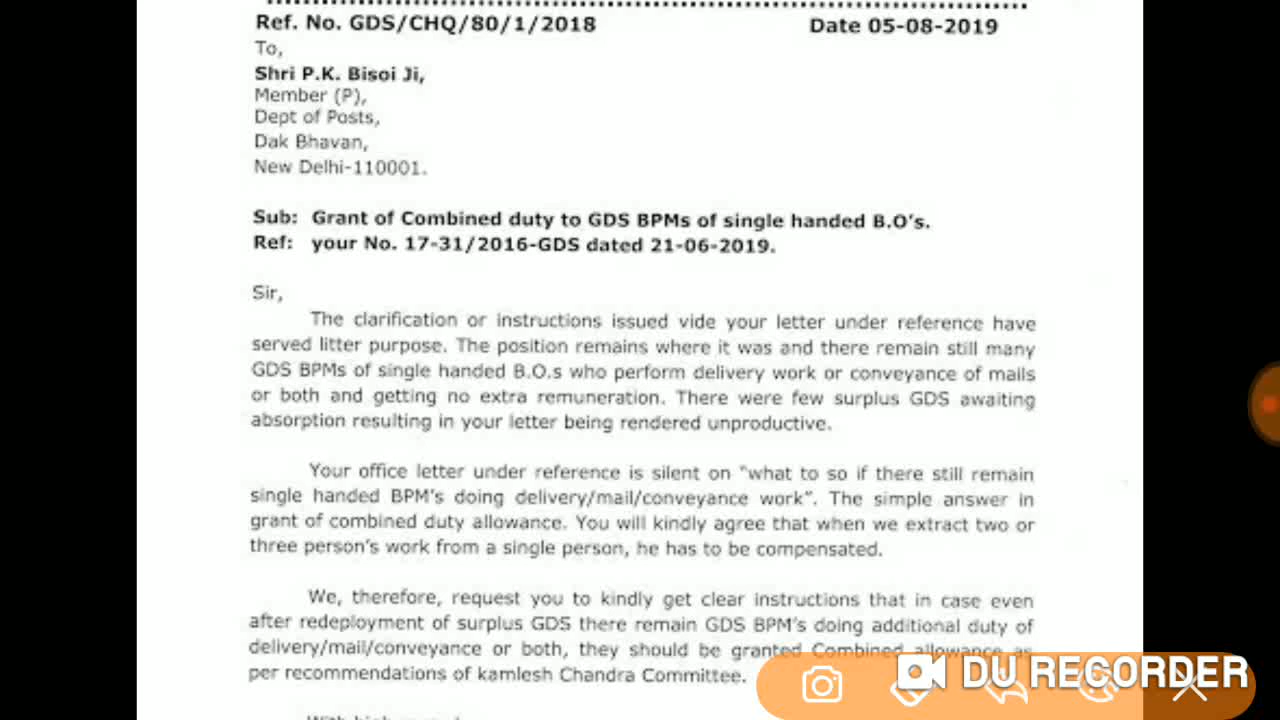 Ref. No. GDS/CHQ/80/1/2018 Date 05-08-2019
To,
Shri P.K. Bisoi Ji,
Member (P),
Dept of Posts,
Dak Bhavan,
New Delhi-110001.
Sub: Grant of Combined duty to GDS BPMs of single handed B.O's.
Ref: your No. 17-31/2016-GDS dated 21-06-2019.
Sir,
The clarification or instructions issued vide your letter under reference have
served litter purpose. The position remains where it was and there remain still many
GDS BPMs of single handed B.O.s who perform delivery work or conveyance of mails
or both and getting no extra remuneration. There were few surplus GDS awaiting
absorption resulting in your letter being rendered unproductive.
Your office letter under reference is silent on "what to so if there still remain
single handed BPM's doing delivery/mail/conveyance work". The simple answer in
grant of combined duty allowance. You will kindly agree that when we extract two or
three person's work from a single person, he has to be compensated.
We, therefore, request you to kindly get clear instructions that in case even
after redeployment of surplus GDS there remain GDS BPM's doing additional duty of
delivery/mail/conveyance or both, they should be granted Combined allowance as
per recommendations of kamlesh Chandra Committee.
DU RECORDER